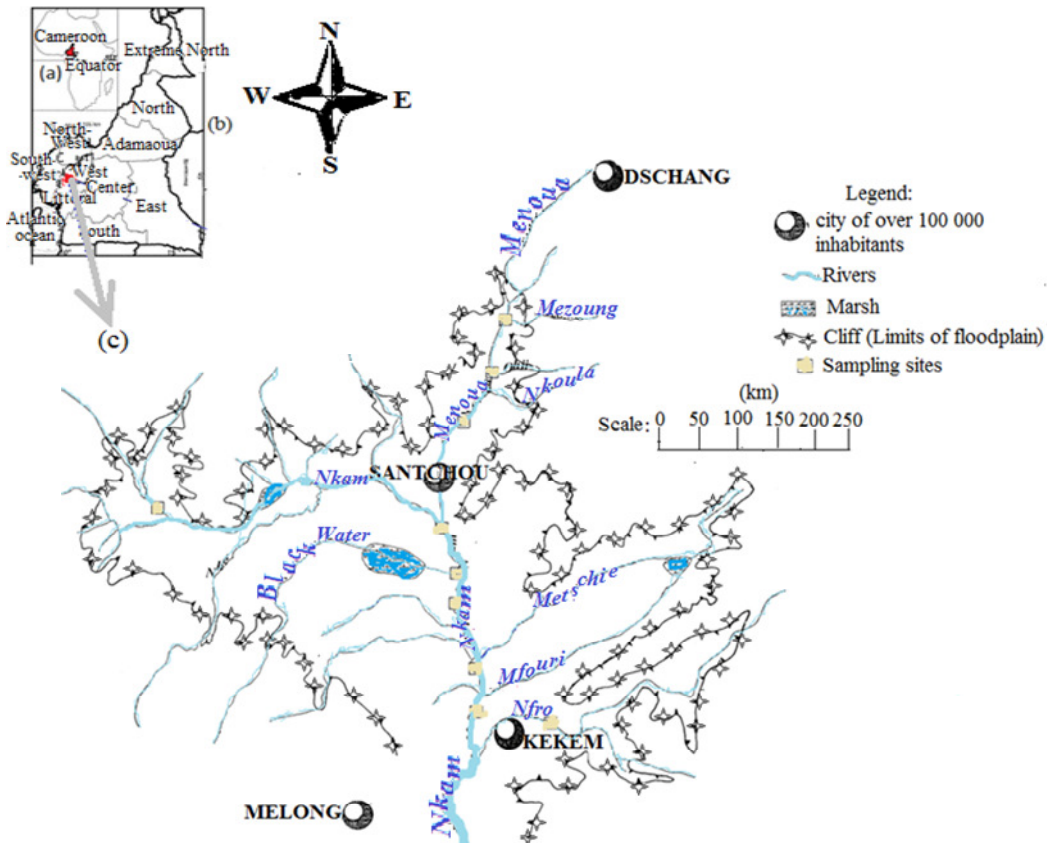 Cameroon
(a)
Equator
Extreme North
North
(b)
North-
West
Adamaoua
South-
-west
West
Center
Littoral
East
Atlantic
ocean
South
(c)
N
W
E
S
DSCHANG
Menoua
Mezoung
Nkoula
Menoua
SANTCHOU
Nkam
Black Water
Nkam
Metschie
Mfouri
Nfro
KEKEM
Nkam
MELONG
Legend:
city of over 100 000
inhabitants
Rivers
Marsh
Cliff (Limits of floodplain)
Sampling sites
(km)
Scale: 0 50 100 150 200 250